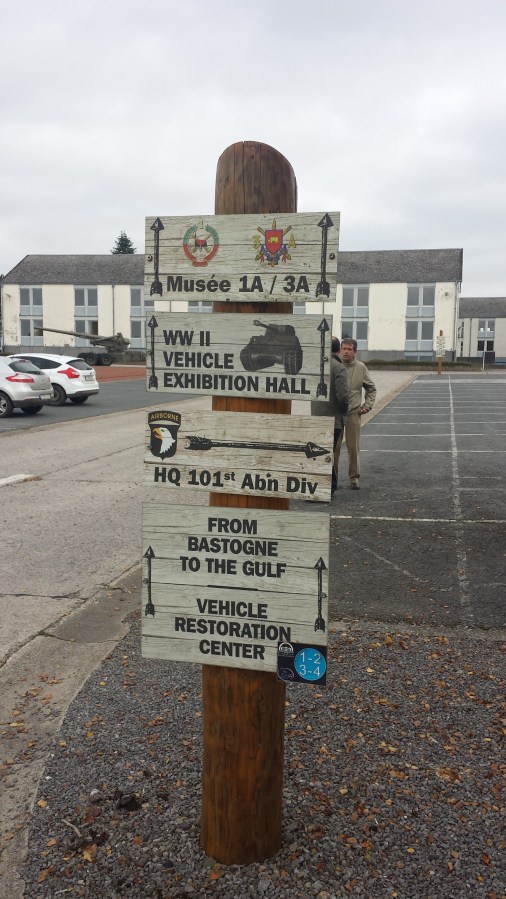 Musée 1A / 3A
WW II
VEHICLE
EXHIBITION HALL
AIRBORNE
HQ 101st Abn Div
FROM
BASTOGNE
TO THE GULF
VEHICLE
RESTORATION
CENTER
1-2
3-4